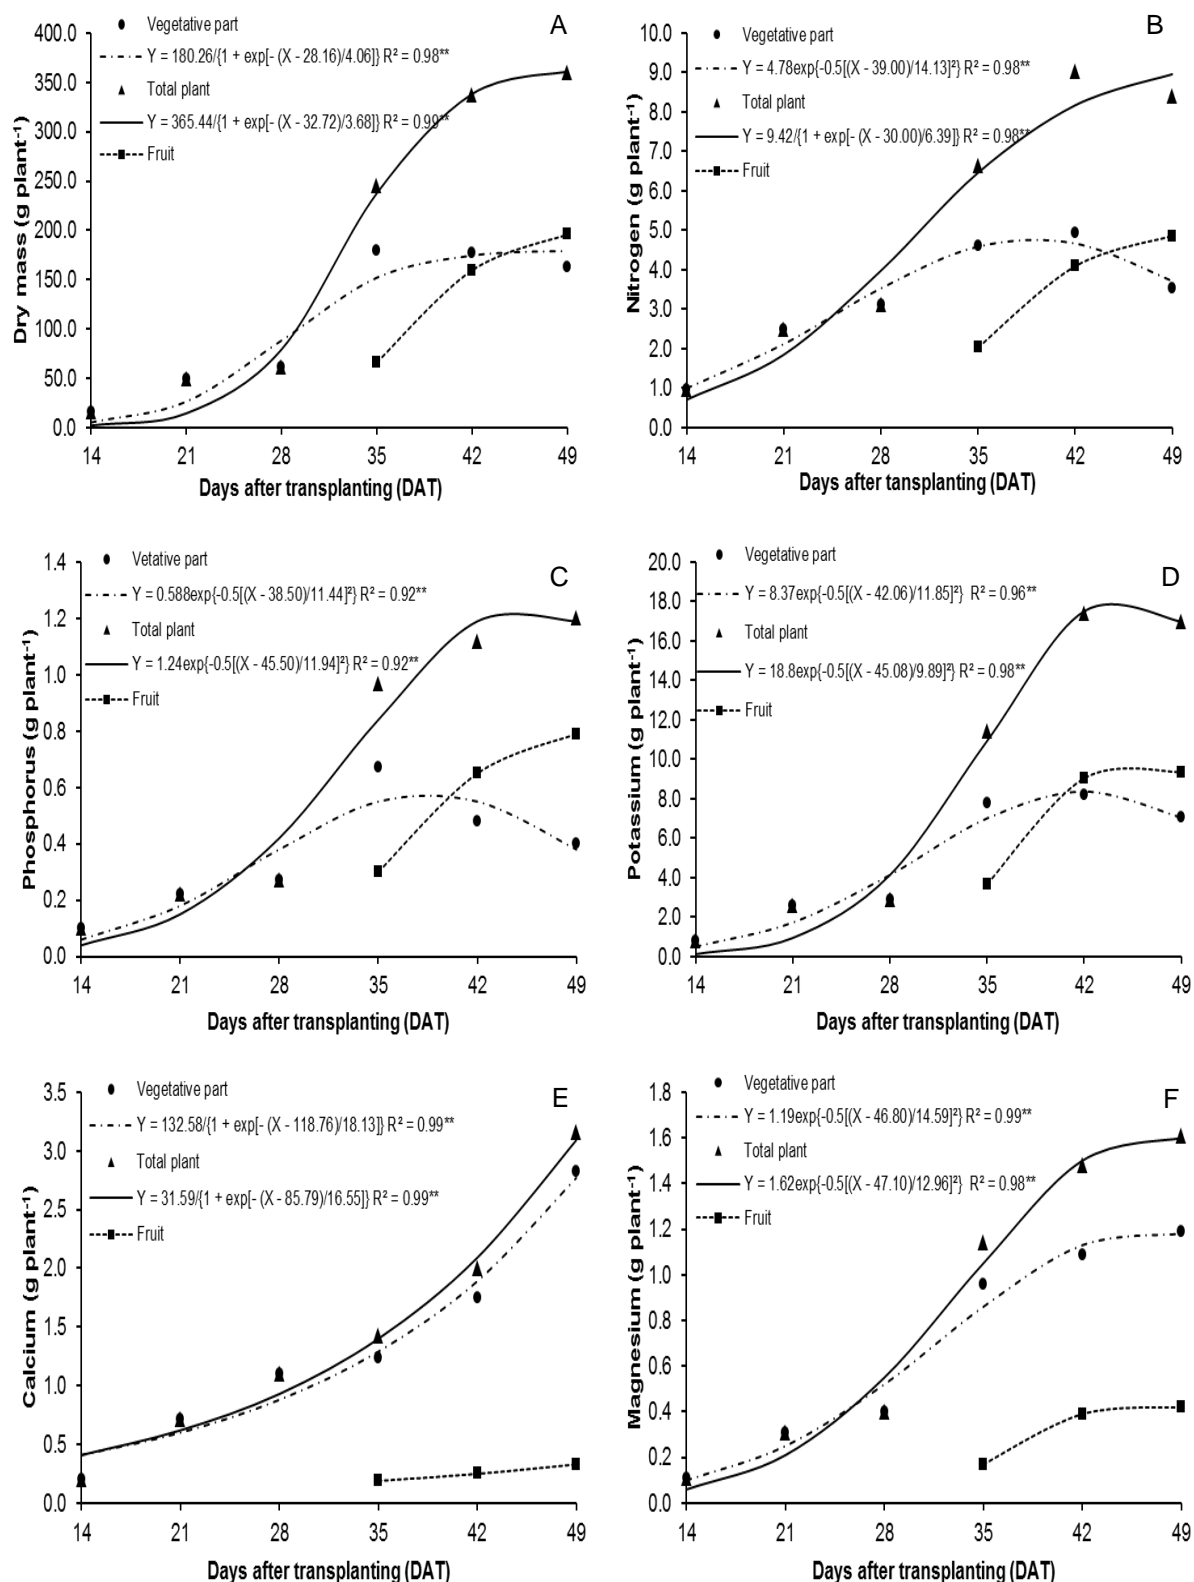 A
Vegetative part
Y = 180.26/{1 + exp[- (X - 28.16)/4.06]} R² = 0.98**
Total plant
Y = 365.44/{1 + exp[- (X - 32.72)/3.68]} R² = 0.99**
Fruit
Dry mass (g plant⁻¹)
400.0
350.0
300.0
250.0
200.0
150.0
100.0
50.0
0.0
14 21 28 35 42 49
Days after transplanting (DAT)
B
Vegetative part
Y = 4.78exp{-0.5[(X - 39.00)/14.13]²} R² = 0.98**
Total plant
Y = 9.42/{1 + exp[- (X - 30.00)/6.39]} R² = 0.98**
Fruit
Nitrogen (g plant⁻¹)
10.0
9.0
8.0
7.0
6.0
5.0
4.0
3.0
2.0
1.0
0.0
14 21 28 35 42 49
Days after tansplanting (DAT)
C
Vetative part
Y = 0.588exp{-0.5[(X - 38.50)/11.44]²} R² = 0.92**
Total plant
Y = 1.24exp{-0.5[(X - 45.50)/11.94]²} R² = 0.92**
Fruit
Phosphorus (g plant⁻¹)
1.4
1.2
1.0
0.8
0.6
0.4
0.2
0.0
14 21 28 35 42 49
Days after transplanting (DAT)
D
Vegetative part
Y = 8.37exp{-0.5[(X - 42.06)/11.85]²} R² = 0.96**
Total plant
Y = 18.8exp{-0.5[(X - 45.08)/9.89]²} R² = 0.98**
Fruit
Potassium (g plant⁻¹)
20.0
18.0
16.0
14.0
12.0
10.0
8.0
6.0
4.0
2.0
0.0
14 21 28 35 42 49
Days after transplanting (DAT)
E
Vegetative part
Y = 132.58/{1 + exp[- (X - 118.76)/18.13]} R² = 0.99**
Total plant
Y = 31.59/{1 + exp[- (X - 85.79)/16.55]} R² = 0.99**
Fruit
Calcium (g plant⁻¹)
3.5
3.0
2.5
2.0
1.5
1.0
0.5
0.0
14 21 28 35 42 49
Days after transplanting (DAT)
F
Vegetative part
Y = 1.19exp{-0.5[(X - 46.80)/14.59]²} R² = 0.99**
Total plant
Y = 1.62exp{-0.5[(X - 47.10)/12.96]²} R² = 0.98**
Fruit
Magnesium (g plant⁻¹)
1.8
1.6
1.4
1.2
1.0
0.8
0.6
0.4
0.2
0.0
14 21 28 35 42 49
Days after transplanting (DAT)